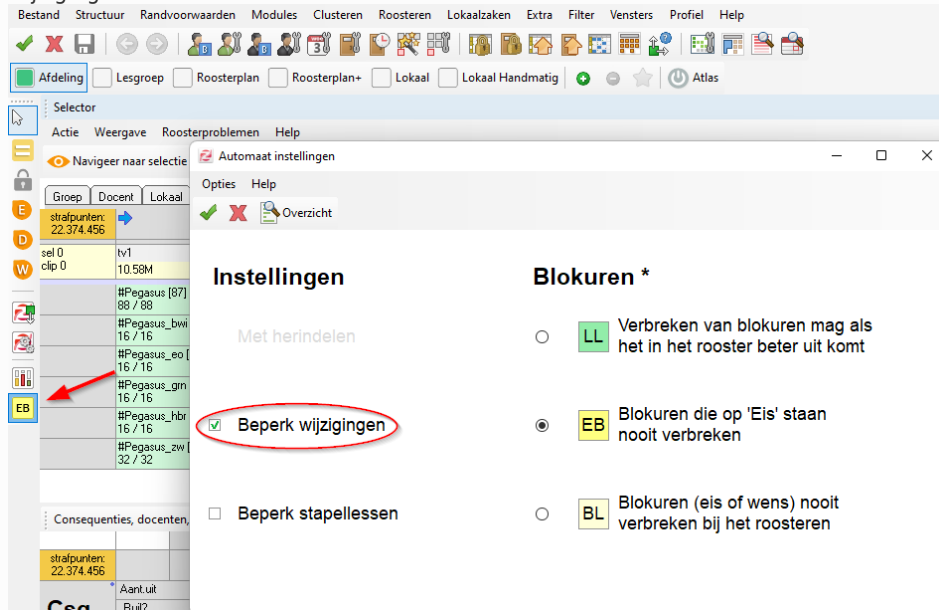 Bestand Structuur Randvoorwaarden Modules Clusteren Roosteren Lokaalzaken Extra Filter Vensters Profiel Help
Afdeling Lesgroep Roosterplan Roosterplan+ Lokaal Lokaal Handmatig Atlas
Selector
Actie Weergave Roosterproblemen Help
Navigeer naar selectie
Groep Docent Lokaal
strafpunten:
22.374.456
sel 0 tv1
clip 0 10.58M
#Pegasus [87]
88 / 88
#Pegasus_bwi
16 / 16
#Pegasus_eo [
16 / 16
#Pegasus_grn
16 / 16
#Pegasus_hbr
16 / 16
#Pegasus_zw [
32 / 32
E
D
W
EB
Consequenties, docenten,
strafpunten:
22.374.456
Aant.uit
Automaat instellingen
Opties Help
Overzicht
Instellingen
Met herindelen
Beperk wijzigingen
Beperk stapellessen
Blokuren *
LL Verbreken van blokuren mag als
het in het rooster beter uit komt
EB Blokuren die op 'Eis' staan
nooit verbreken
BL Blokuren (eis of wens) nooit
verbreken bij het roosteren